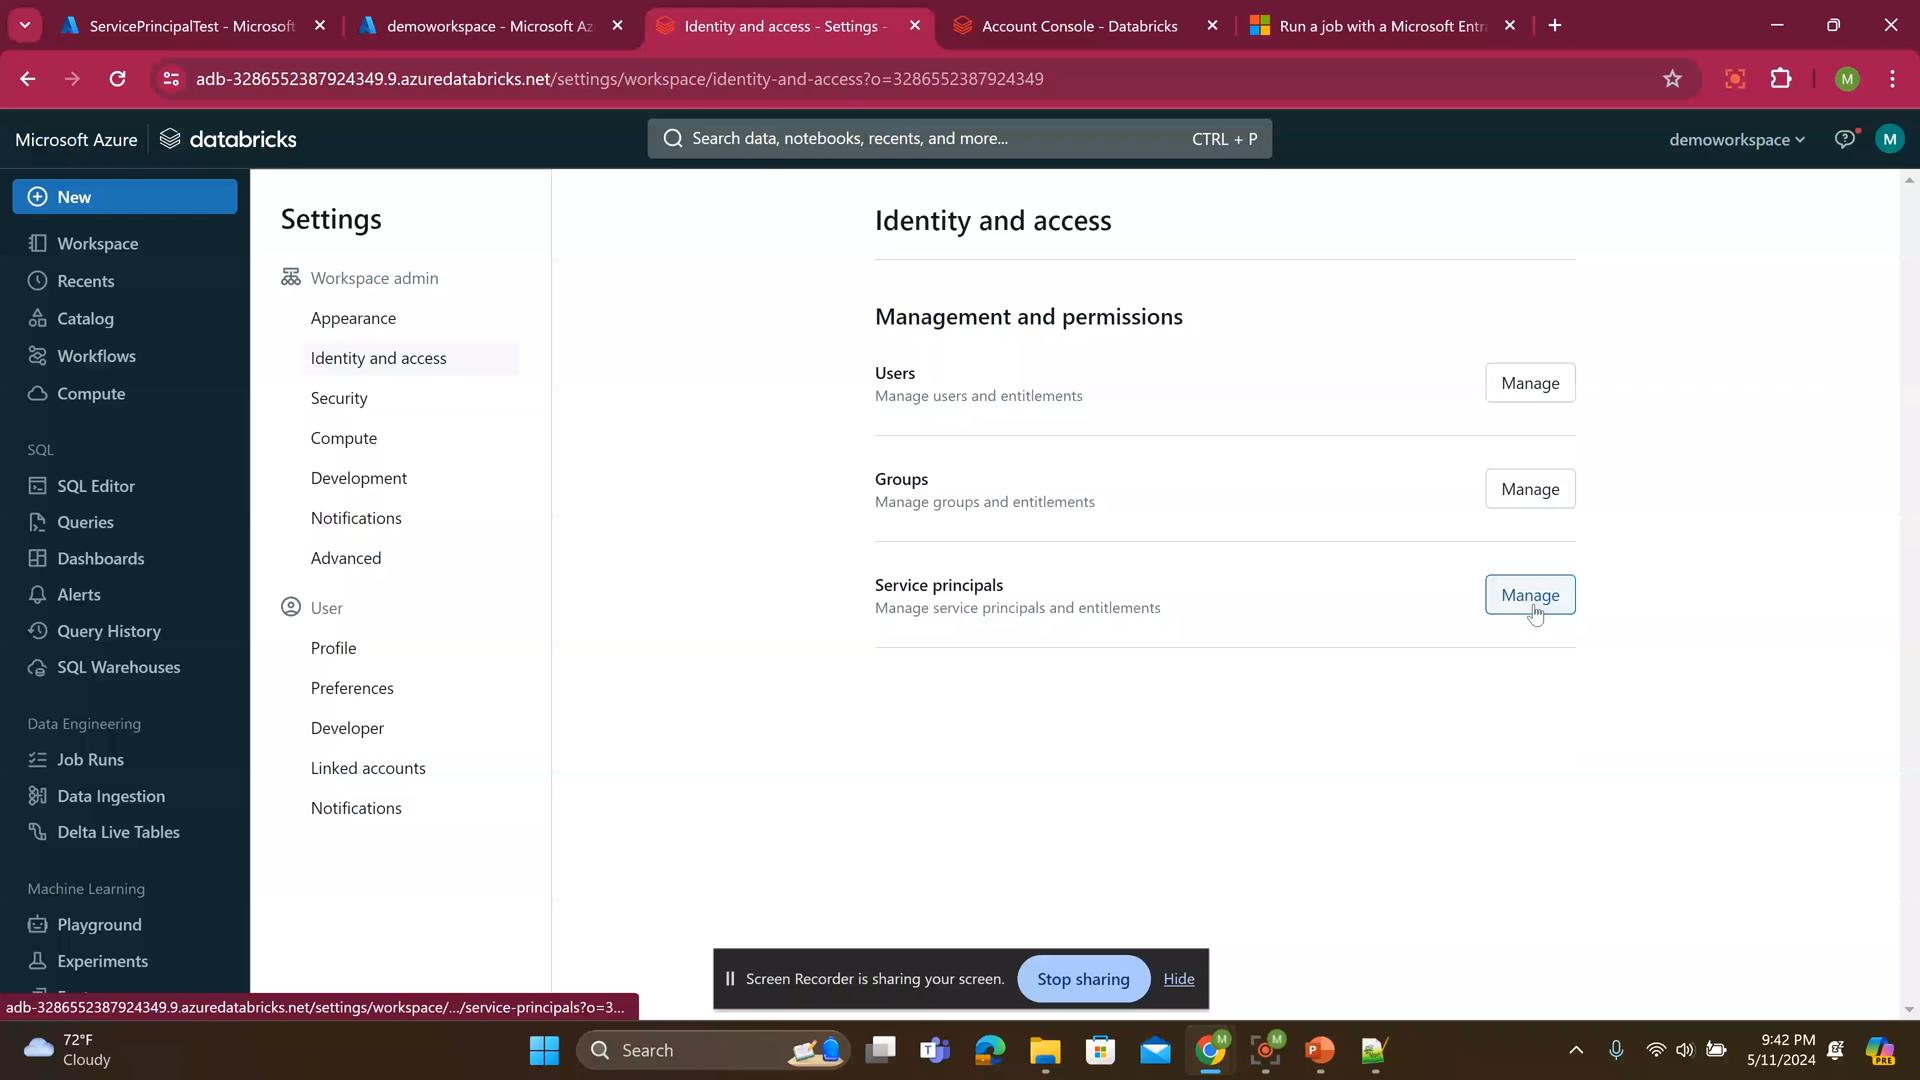 ServicePrincipalTest - Microsoft
demoworkspace - Microsoft Az
Identity and access - Settings -
Account Console - Databricks
Run a job with a Microsoft Entr
adb-3286552387924349.9.azuredatabricks.net/settings/workspace/identity-and-access?o=3286552387924349
M
Microsoft Azure
databricks
Search data, notebooks, recents, and more...
CTRL + P
demoworkspace
M
New
Workspace
Recents
Catalog
Workflows
Compute
SQL
SQL Editor
Queries
Dashboards
Alerts
Query History
SQL Warehouses
Data Engineering
Job Runs
Data Ingestion
Delta Live Tables
Machine Learning
Playground
Experiments
Settings
Workspace admin
Appearance
Identity and access
Security
Compute
Development
Notifications
Advanced
User
Profile
Preferences
Developer
Linked accounts
Notifications
Identity and access
Management and permissions
Users
Manage users and entitlements
Manage
Groups
Manage groups and entitlements
Manage
Service principals
Manage service principals and entitlements
Manage
Screen Recorder is sharing your screen.
Stop sharing
Hide
adb-3286552387924349.9.azuredatabricks.net/settings/workspace/.../service-principals?o=3...
72°F
Cloudy
Search
9:42 PM
5/11/2024
PRE